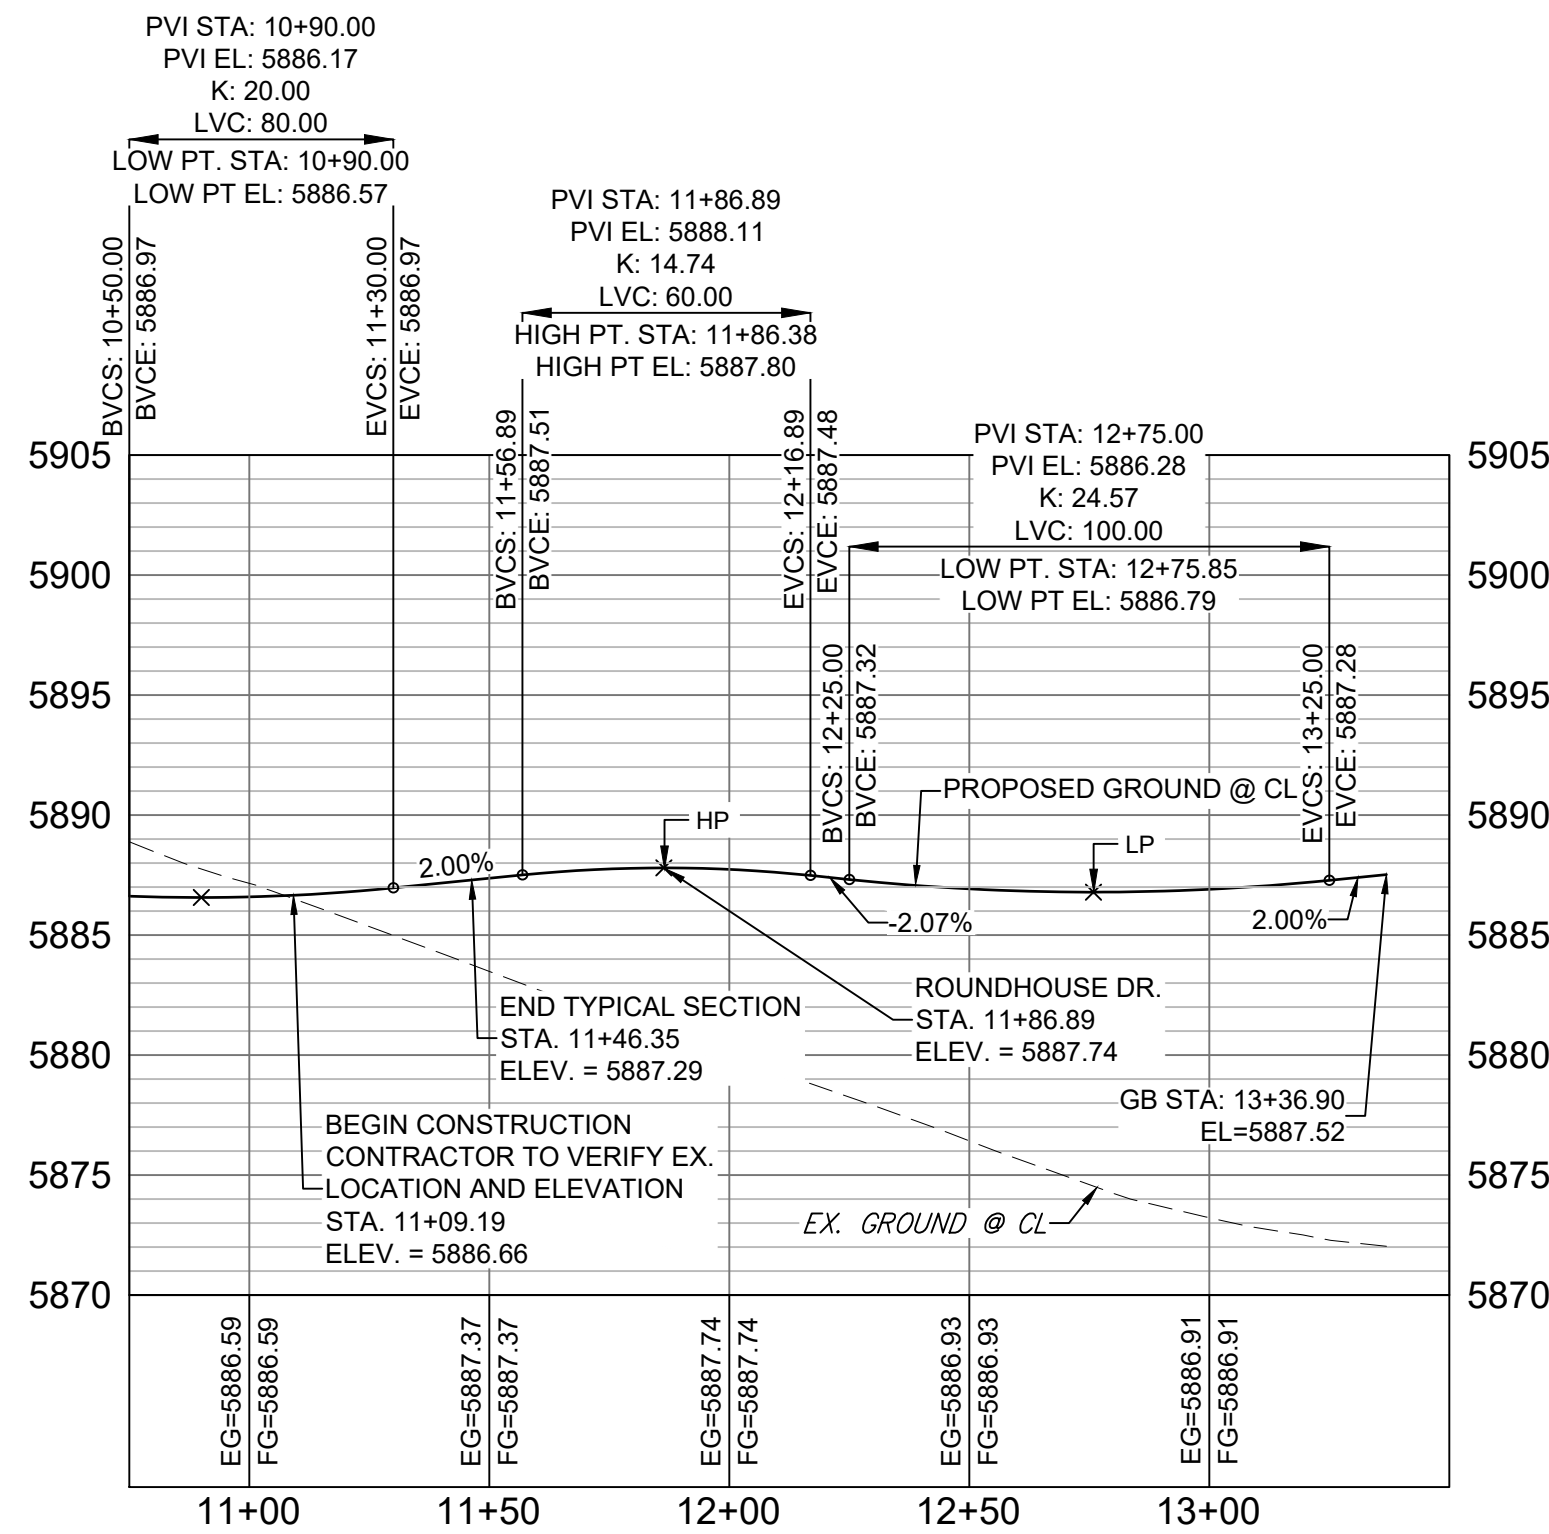 PVI STA: 10+90.00
PVI EL: 5886.17
K: 20.00
LVC: 80.00
LOW PT. STA: 10+90.00
LOW PT EL: 5886.57
BVCS: 10+50.00
BVCE: 5886.97
EVCS: 11+30.00
EVCE: 5886.97
PVI STA: 11+86.89
PVI EL: 5888.11
K: 14.74
LVC: 60.00
HIGH PT. STA: 11+86.38
HIGH PT EL: 5887.80
BVCS: 11+56.89
BVCE: 5887.51
EVCS: 12+16.89
EVCE: 5887.48
PVI STA: 12+75.00
PVI EL: 5886.28
K: 24.57
LVC: 100.00
LOW PT. STA: 12+75.85
LOW PT EL: 5886.79
BVCS: 12+25.00
BVCE: 5887.32
EVCS: 13+25.00
EVCE: 5887.28
5905
5905
5900
5900
5895
5895
5890
5890
5885
5885
5880
5880
5875
5875
5870
5870
PROPOSED GROUND @ CL
HP
LP
2.00%
-2.07%
2.00%
END TYPICAL SECTION
STA. 11+46.35
ELEV. = 5887.29
ROUNDHOUSE DR.
STA. 11+86.89
ELEV. = 5887.74
GB STA: 13+36.90
EL=5887.52
BEGIN CONSTRUCTION
CONTRACTOR TO VERIFY EX.
LOCATION AND ELEVATION
STA. 11+09.19
ELEV. = 5886.66
EX. GROUND @ CL
EG=5886.59
FG=5886.59
EG=5887.37
FG=5887.37
EG=5887.74
FG=5887.74
EG=5886.93
FG=5886.93
EG=5886.91
FG=5886.91
11+00
11+50
12+00
12+50
13+00